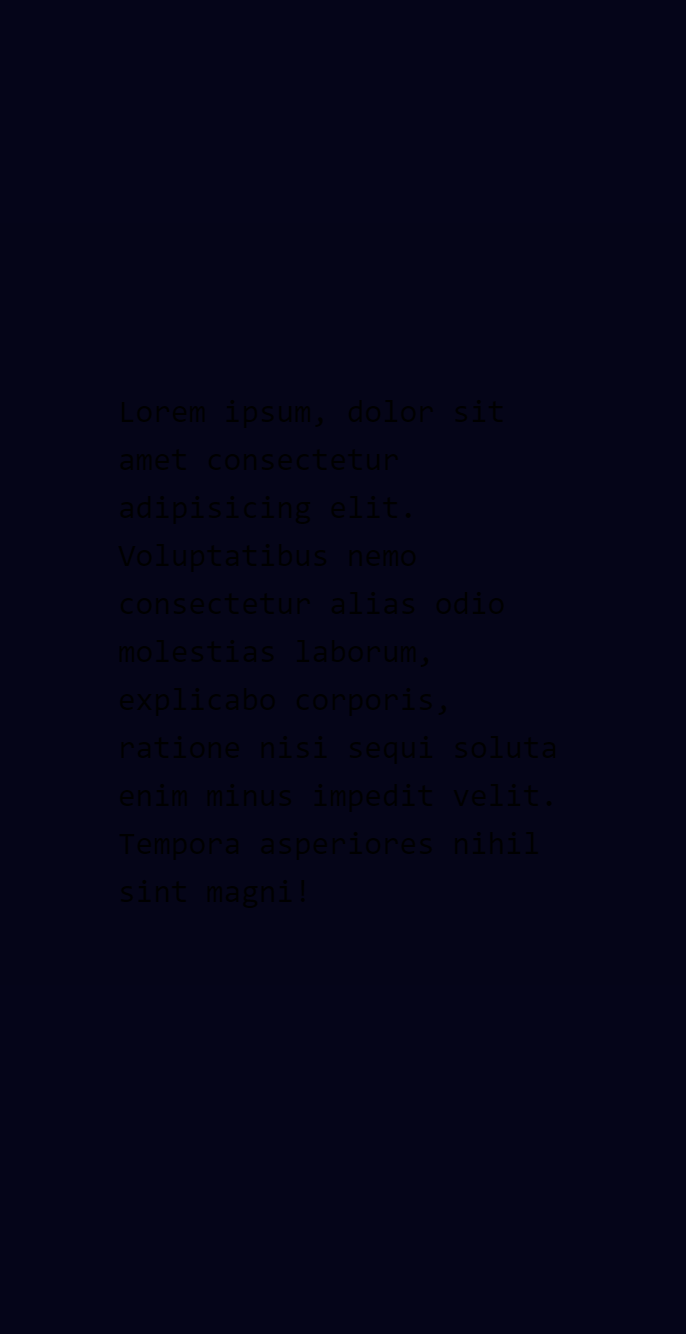 Lorem ipsum, dolor sit
amet consectetur
adipisicing elit.
Voluptatibus nemo
consectetur alias odio
molestias laborum,
explicabo corporis,
ratione nisi sequi soluta
enim minus impedit velit.
Tempora asperiores nihil
sint magni!